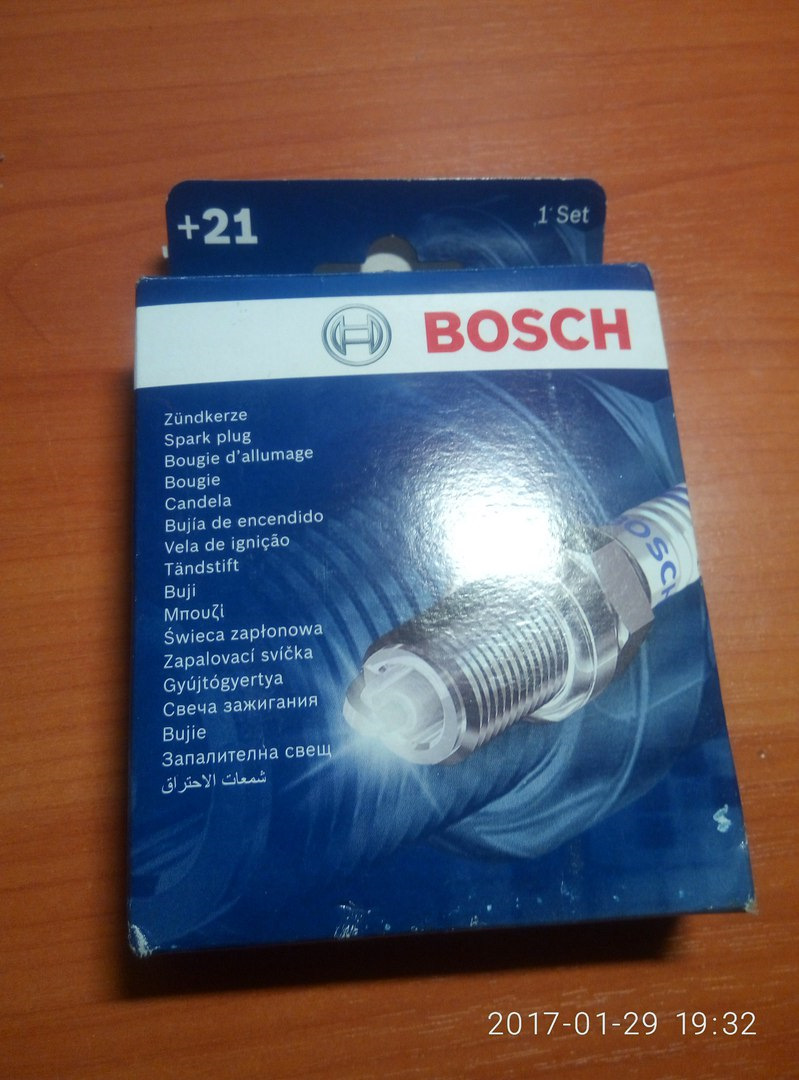 +21
1 Set
BOSCH
Zündkerze
Spark plug
Bougie d'allumage
Bougie
Candela
Bujía de encendido
Vela de ignição
Tändstift
Buji
Μπουζί
Świeca zapłonowa
Zapalovací svíčka
Gyújtógyertya
Свеча зажигания
Bujie
Запалителна свещ
شمعات الاحتراق
BOSCH
2017-01-29 19:32